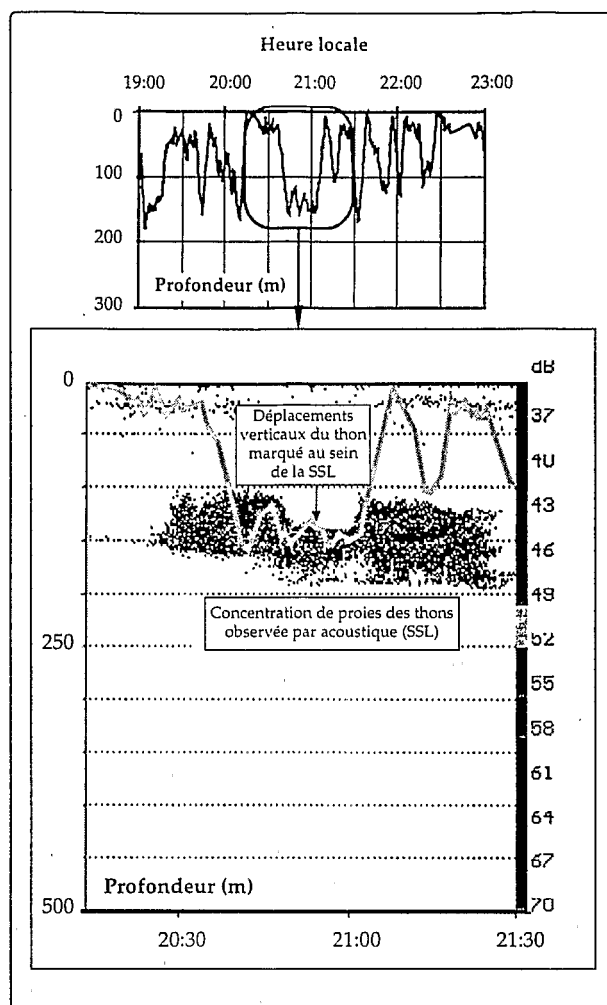 Heure locale
19:00 20:00 21:00 22:00 23:00
0
100
200
300
Profondeur (m)
dB
0
37
Déplacements
verticaux du thon
marqué au sein
de la SSL
40
43
46
49
Concentration de proies des thons
observée par acoustique (SSL)
52
250
55
58
61
64
67
Profondeur (m)
500
70
20:30 21:00 21:30